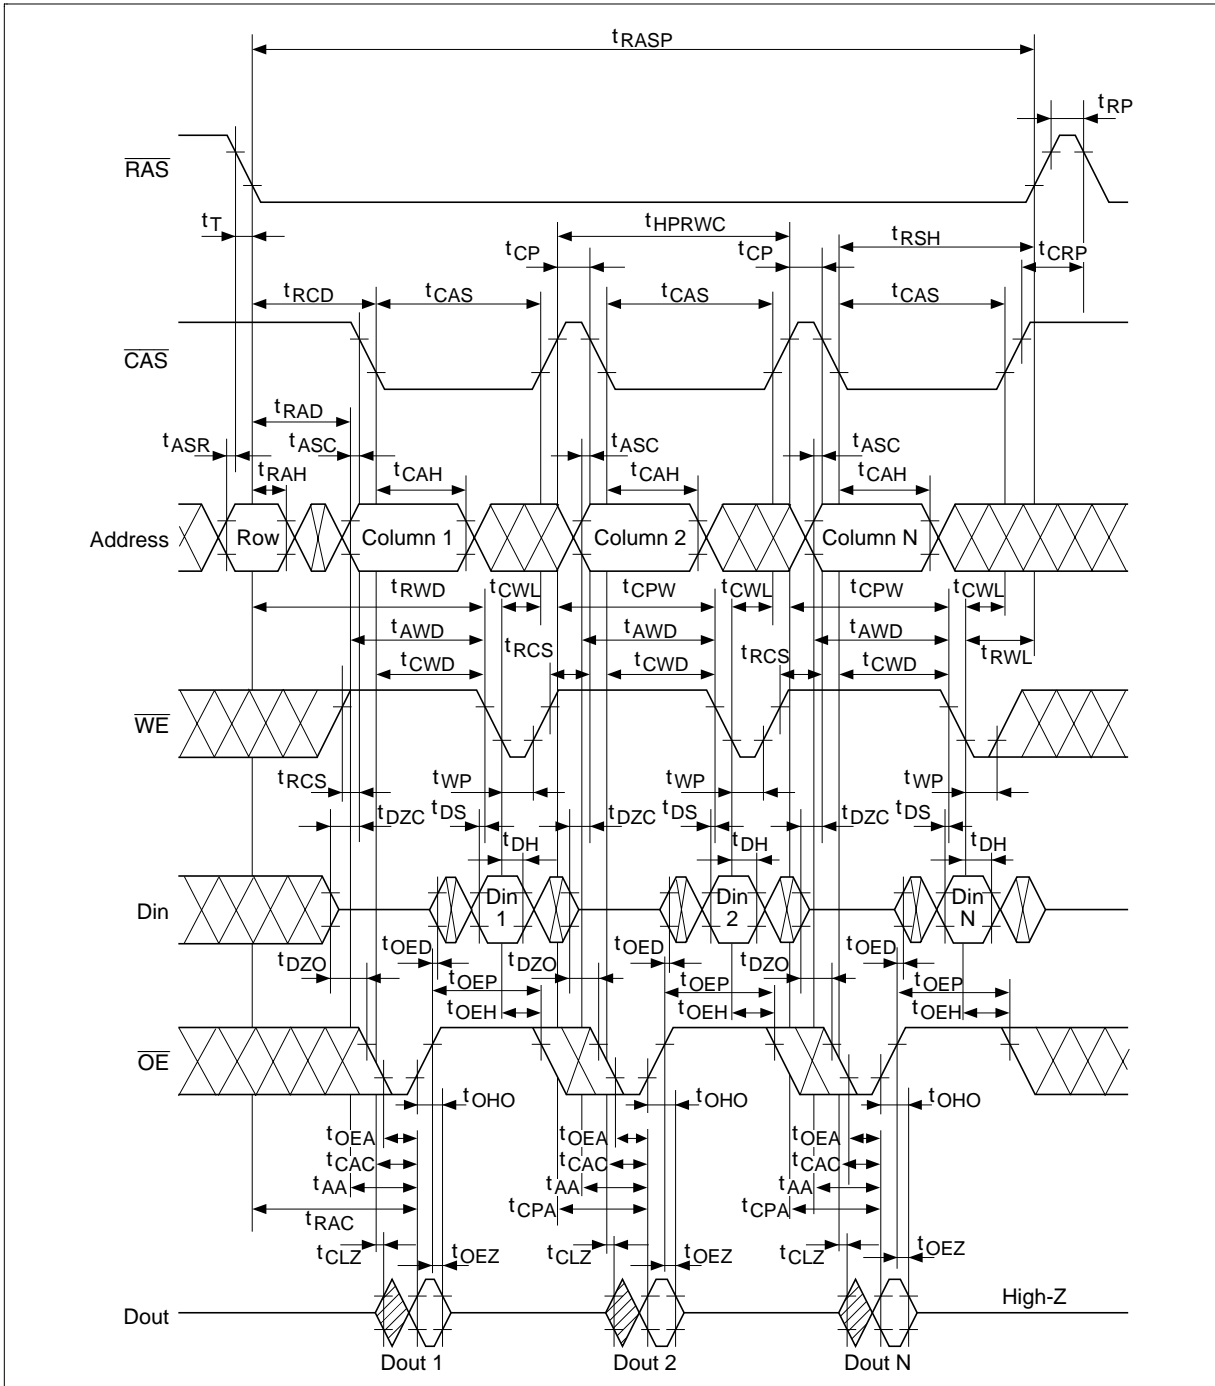 tRASP
tRP
RAS
tT
tHPRWC
tRSH
tCP
tCP
tCRP
tRCD
tCAS
tCAS
tCAS
CAS
tRAD
tASR
tASC
tASC
tASC
tRAH
tCAH
tCAH
tCAH
Address
Row
Column 1
Column 2
Column N
tRWD
tCWL
tCPW
tCWL
tCPW
tCWL
tAWD
tAWD
tAWD
tRCS
tRCS
tRWL
tCWD
tCWD
tCWD
WE
tRCS
tWP
tWP
tWP
tDZC
tDS
tDZC
tDS
tDZC
tDS
tDH
tDH
tDH
Din
Din 1
Din 2
Din N
tOED
tOED
tOED
tDZO
tDZO
tDZO
tOEP
tOEP
tOEP
tOEH
tOEH
tOEH
OE
tOHO
tOHO
tOHO
tOEA
tOEA
tOEA
tCAC
tCAC
tCAC
tAA
tAA
tAA
tRAC
tCPA
tCPA
tCLZ
tOEZ
tCLZ
tOEZ
tCLZ
tOEZ
High-Z
Dout
Dout 1
Dout 2
Dout N